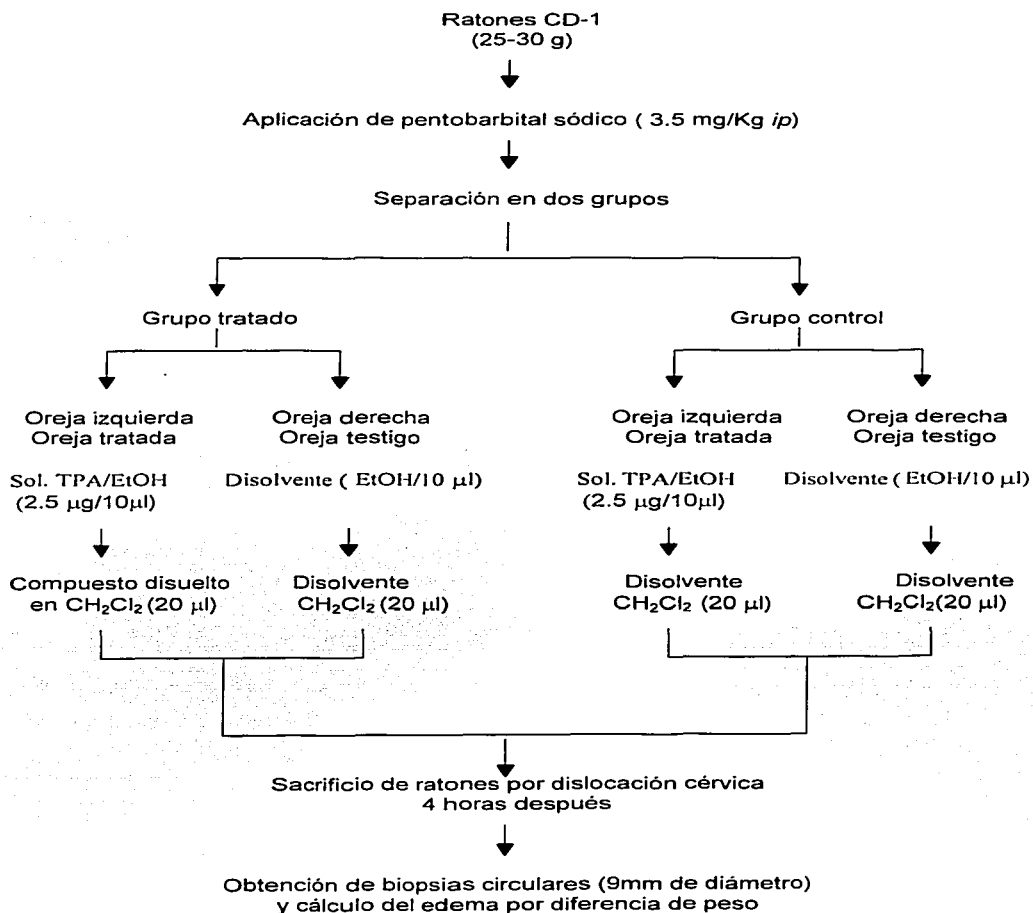 Ratones CD-1
(25-30 g)
Aplicación de pentobarbital sódico ( 3.5 mg/Kg ip)
Separación en dos grupos
Grupo tratado
Grupo control
Oreja izquierda
Oreja tratada
Oreja derecha
Oreja testigo
Oreja izquierda
Oreja tratada
Oreja derecha
Oreja testigo
Sol. TPA/EtOH
(2.5 µg/10µl)
Disolvente ( EtOH/10 µl)
Sol. TPA/EtOH
(2.5 µg/10µl)
Disolvente ( EtOH/10 µl)
Compuesto disuelto
en CH₂Cl₂ (20 µl)
Disolvente
CH₂Cl₂ (20 µl)
Disolvente
CH₂Cl₂ (20 µl)
Disolvente
CH₂Cl₂(20 µl)
Sacrificio de ratones por dislocación cérvica
4 horas después
Obtención de biopsias circulares (9mm de diámetro)
y cálculo del edema por diferencia de peso